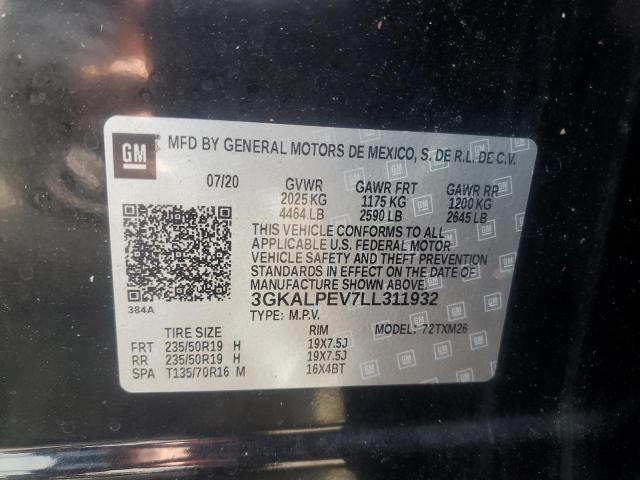 GM MFD BY GENERAL MOTORS DE MEXICO, S. DE R.L. DE C.V.
07/20 GVWR GAWR FRT GAWR RR
2025 KG 1175 KG 1200 KG
4464 LB 2590 LB 2645 LB
THIS VEHICLE CONFORMS TO ALL
APPLICABLE U.S. FEDERAL MOTOR
VEHICLE SAFETY AND THEFT PREVENTION
STANDARDS IN EFFECT ON THE DATE OF
MANUFACTURE SHOWN ABOVE.
384A 3GKALPEV7LL311932
TYPE: M.P.V. MODEL: 72TXM26
TIRE SIZE RIM
FRT 235/50R19 H 19X7.5J
RR 235/50R19 H 19X7.5J
SPA T135/70R16 M 16X4BT